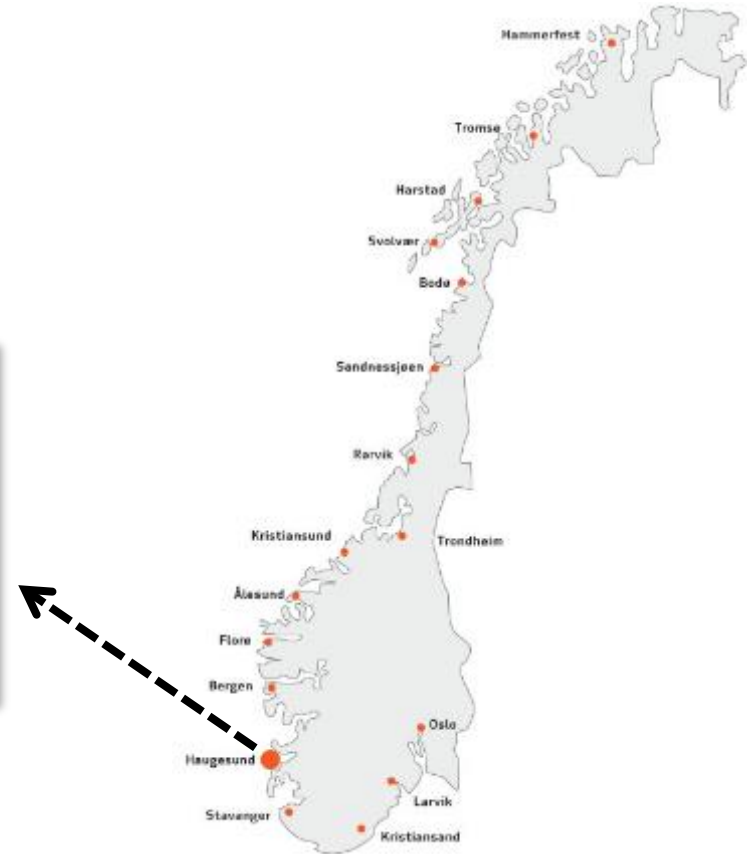 Hammerfest
Tromsø
Harstad
Svolvær
Bodø
Sandnessjøen
Rørvik
Kristiansund
Trondheim
Ålesund
Florø
Bergen
Oslo
Haugesund
Larvik
Stavanger
Kristiansand